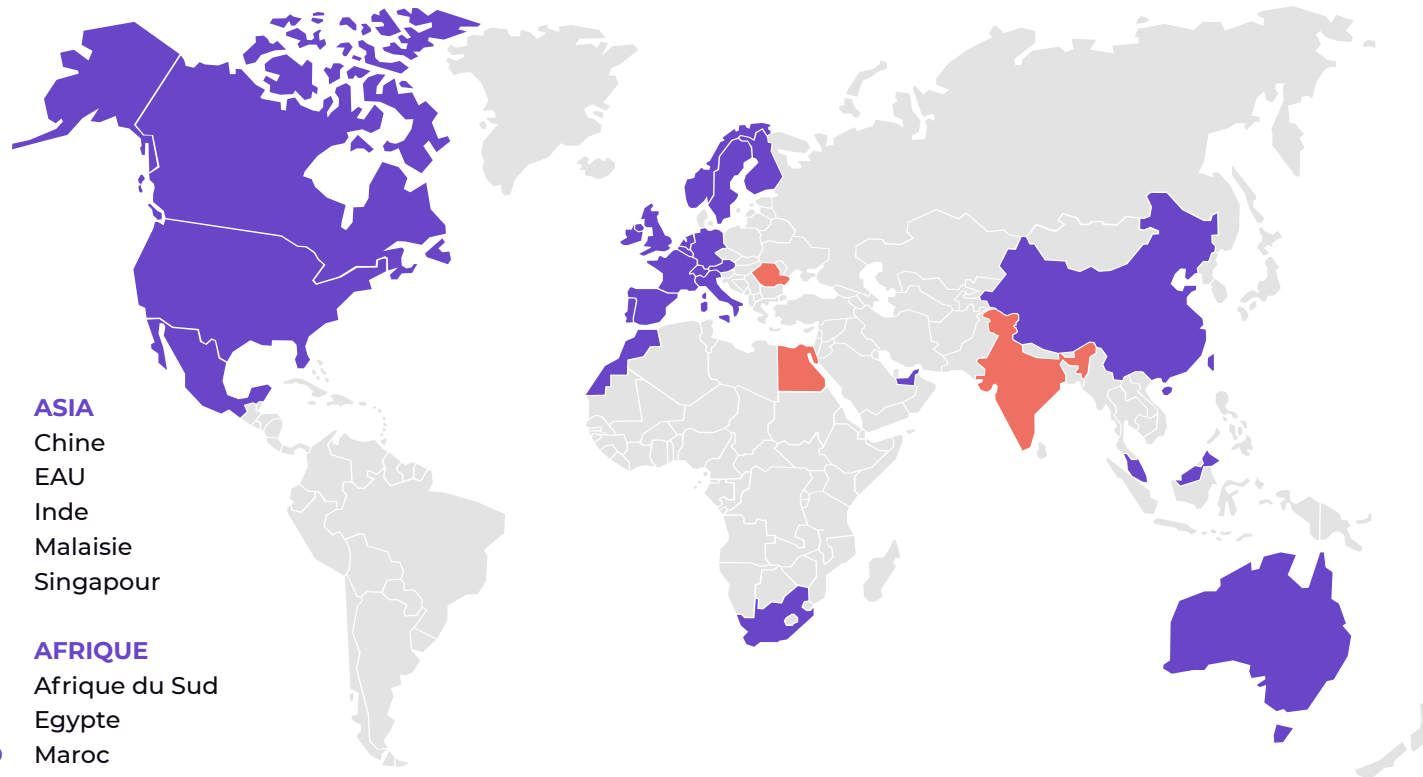 ASIA
Chine
EAU
Inde
Malaisie
Singapour
AFRIQUE
Afrique du Sud
Egypte
Maroc